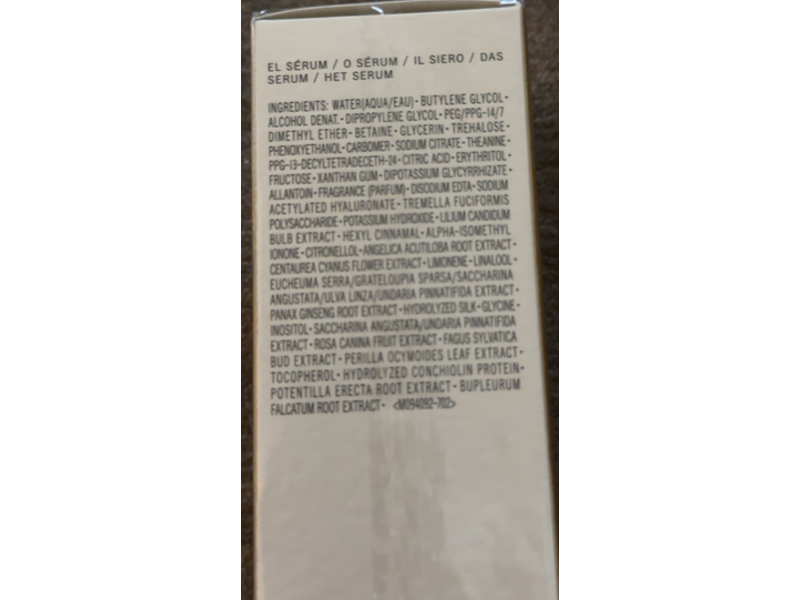 EL SÉRUM / O SÉRUM / IL SIERO / DAS
SERUM / HET SERUM
INGREDIENTS: WATER(AQUA/EAU)• BUTYLENE GLYCOL•
ALCOHOL DENAT.• DIPROPYLENE GLYCOL• PEG/PPG-14/7
DIMETHYL ETHER• BETAINE• GLYCERIN• TREHALOSE•
PHENOXYETHANOL• CARBOMER• SODIUM CITRATE• THEANINE•
PPG-13-DECYLTETRADECETH-24• CITRIC ACID• ERYTHRITOL•
FRUCTOSE• XANTHAN GUM• DIPOTASSIUM GLYCYRRHIZATE•
ALLANTOIN• FRAGRANCE (PARFUM)• DISODIUM EDTA• SODIUM
ACETYLATED HYALURONATE• TREMELLA FUCIFORMIS
POLYSACCHARIDE• POTASSIUM HYDROXIDE• LILIUM CANDIDUM
BULB EXTRACT• HEXYL CINNAMAL• ALPHA-ISOMETHYL
IONONE• CITRONELLOL• ANGELICA ACUTILOBA ROOT EXTRACT•
CENTAUREA CYANUS FLOWER EXTRACT• LIMONENE• LINALOOL•
EUCHEUMA SERRA/GRATELOUPIA SPARSA/SACCHARINA
ANGUSTATA/ULVA LINZA/UNDARIA PINNATIFIDA EXTRACT•
PANAX GINSENG ROOT EXTRACT• HYDROLYZED SILK• GLYCINE•
INOSITOL• SACCHARINA ANGUSTATA/UNDARIA PINNATIFIDA
EXTRACT• ROSA CANINA FRUIT EXTRACT• FAGUS SYLVATICA
BUD EXTRACT• PERILLA OCYMOIDES LEAF EXTRACT•
TOCOPHEROL• HYDROLYZED CONCHIOLIN PROTEIN•
POTENTILLA ERECTA ROOT EXTRACT• BUPLEURUM
FALCATUM ROOT EXTRACT• <M094092-702>